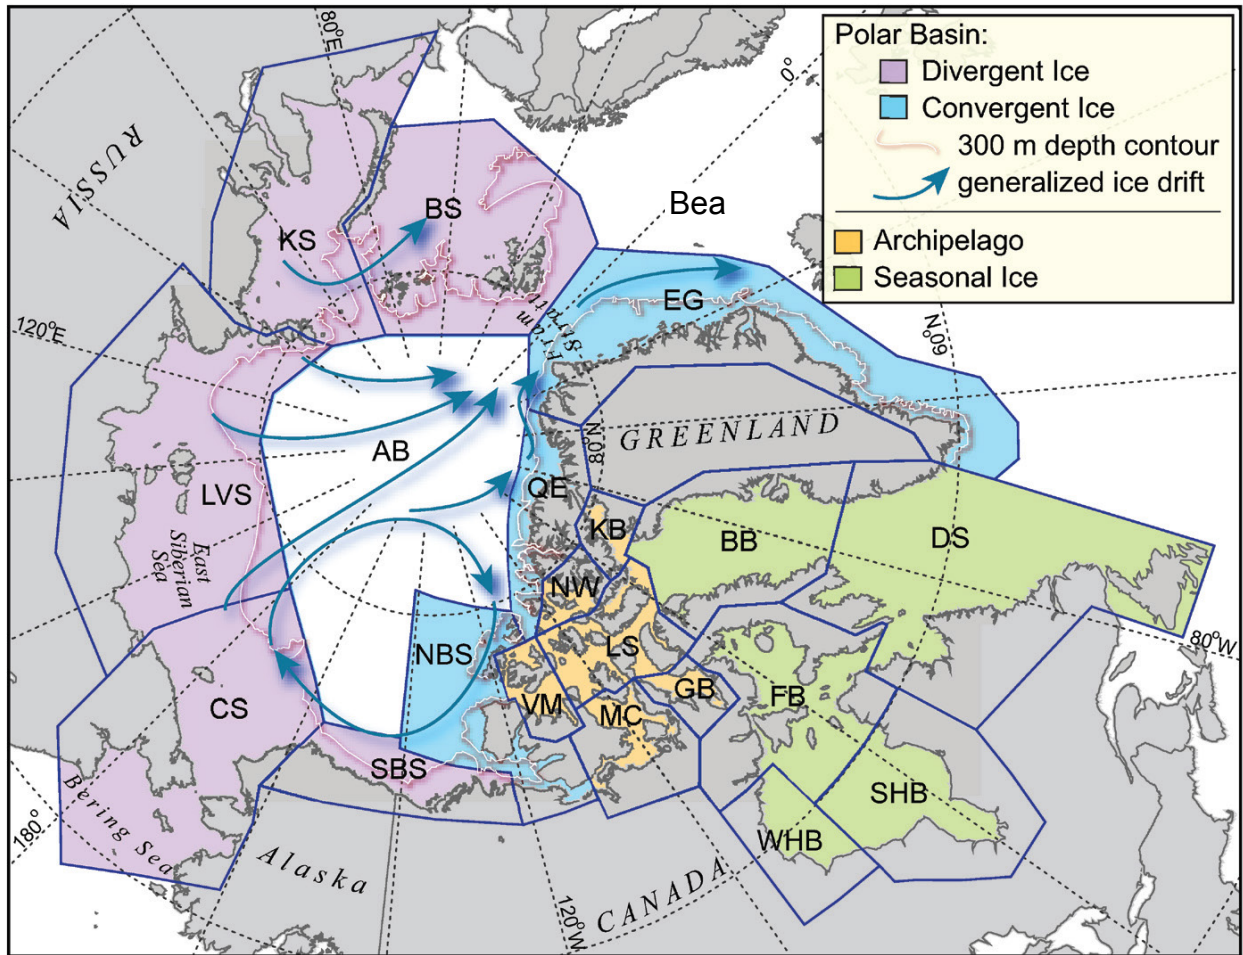 Polar Basin:
Divergent Ice
Convergent Ice
300 m depth contour
generalized ice drift
Archipelago
Seasonal Ice
80°E
0°
RUSSIA
Bea
BS
KS
EG
Fram
Strait
120°E
60°N
80°N
GREENLAND
AB
LVS
QE
KB
BB
DS
East
Siberian
Sea
NW
LS
80°W
NBS
GB
FB
CS
VM
MC
SBS
SHB
WHB
Bering Sea
180°
Alaska
CANADA
120°W